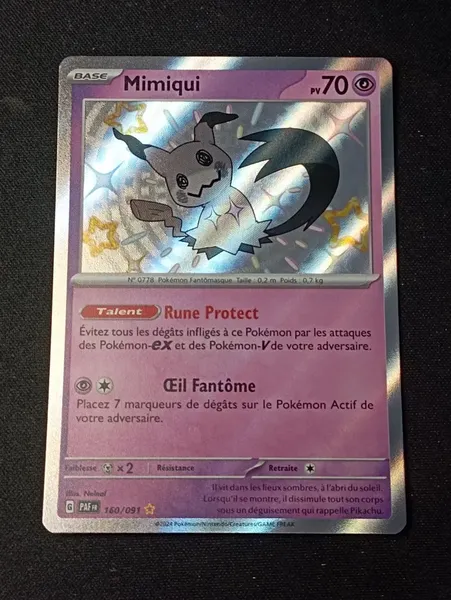 BASE Mimiqui PV 70
N° 0778 Pokémon Fantômasque Taille : 0,2 m Poids : 0,7 kg
Talent Rune Protect
Évitez tous les dégâts infligés à ce Pokémon par les attaques
des Pokémon-ex et des Pokémon-V de votre adversaire.
Œil Fantôme
Placez 7 marqueurs de dégâts sur le Pokémon Actif de
votre adversaire.
Faiblesse x2 Résistance Retraite
Illus. Nelnal
Il vit dans les lieux sombres, à l'abri du soleil.
Lorsqu'il se montre, il dissimule tout son corps
sous un déguisement qui rappelle Pikachu.
G PAF FR 160/091
©2024 Pokémon/Nintendo/Creatures/GAME FREAK